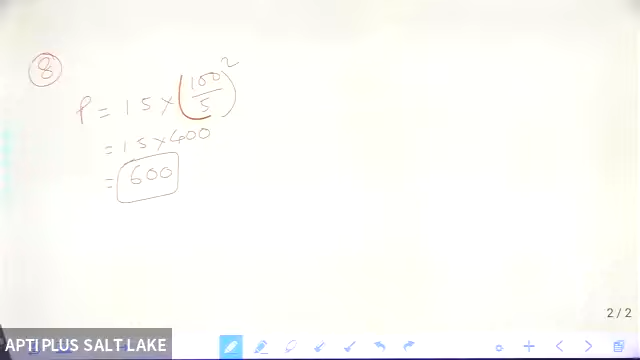 8
P = 15 × (100/5)²
= 15 × 400
= 600
2 / 2
APTI PLUS SALT LAKE